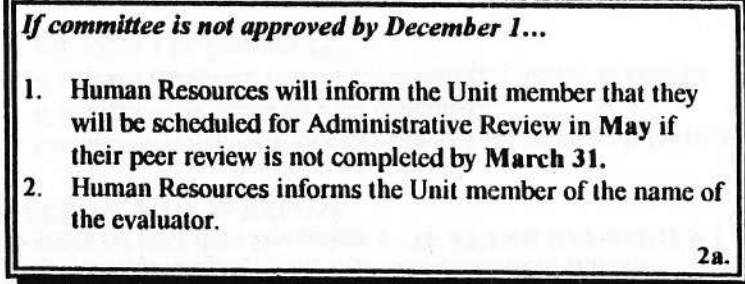 If committee is not approved by December 1...
1. Human Resources will inform the Unit member that they
will be scheduled for Administrative Review in May if
their peer review is not completed by March 31.
2. Human Resources informs the Unit member of the name of
the evaluator.
2a.